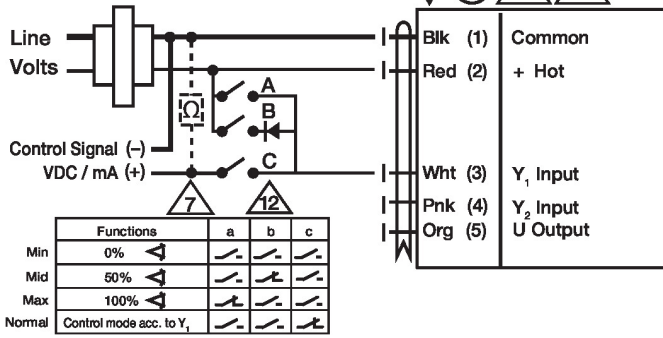 Line
Volts
Blk (1) Common
Red (2) + Hot
A
B
C
Ω
Control Signal (–)
VDC / mA (+)
Wht (3) Y1 Input
Pnk (4) Y2 Input
Org (5) U Output
7
12
Functions a b c
Min 0%
Mid 50%
Max 100%
Normal Control mode acc. to Y1